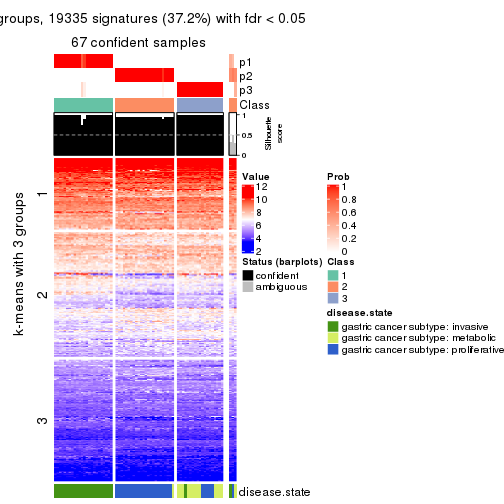 groups, 19335 signatures (37.2%) with fdr < 0.05
67 confident samples
p1
p2
p3
Class
1
0.5
0
Silhouette
score
k-means with 3 groups
1
2
3
Value
12
10
8
6
4
2
Prob
1
0.8
0.6
0.4
0.2
0
Status (barplots)
confident
ambiguous
Class
1
2
3
disease.state
gastric cancer subtype: invasive
gastric cancer subtype: metabolic
gastric cancer subtype: proliferative
disease.state